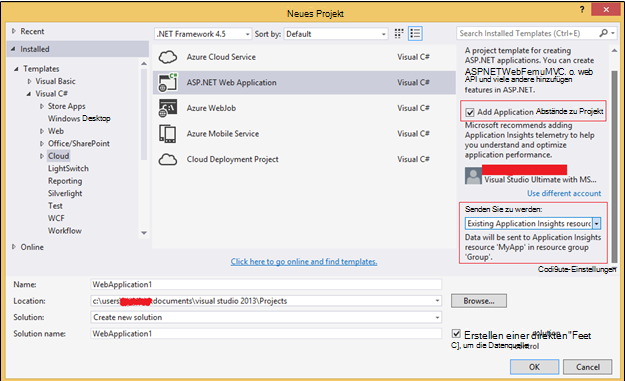 Neues Projekt
Recent
Installed
Templates
Visual Basic
Visual C#
Store Apps
Windows Desktop
Web
Office/SharePoint
Cloud
LightSwitch
Reporting
Silverlight
Test
WCF
Workflow
Online
.NET Framework 4.5 Sort by: Default
Azure Cloud Service Visual C#
ASP.NET Web Application Visual C#
Azure WebJob Visual C#
Azure Mobile Service Visual C#
Cloud Deployment Project Visual C#
Click here to go online and find templates.
Search Installed Templates (Ctrl+E)
A project template for creating
ASP.NET applications. You can create
ASPNETWebFemuMVC. o. web
API und viele andere hinzufügen
features in ASP.NET.
Add Application Abstände zu Projekt
Microsoft recommends adding
Application Insights telemetry to help
you understand and optimize
application performance.
Visual Studio Ultimate with MS...
Use different account
Senden Sie zu werden:
Existing Application Insights resourc
Data will be sent to Application Insights
resource 'MyApp' in resource group
'Group'.
Codi9ute-Einstellungen
Name: WebApplication1
Location: c:\users\ documents\visual studio 2013\Projects Browse...
Solution: Create new solution
Solution name: WebApplication1
Erstellen einer direkten "Feet
C], um die Datenquelle
solution
control
OK Cancel